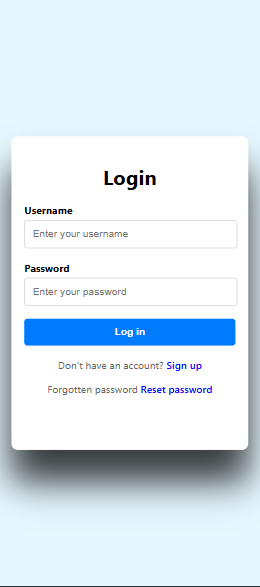 Login
Username
Enter your username
Password
Enter your password
Log in
Don't have an account? Sign up
Forgotten password Reset password